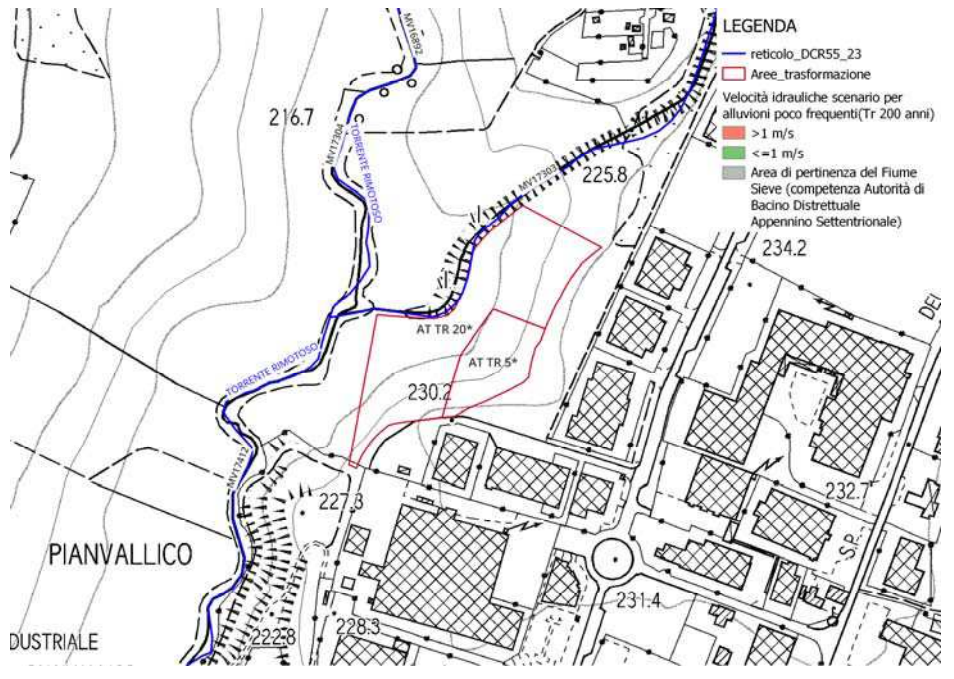 LEGENDA
reticolo_DCR55_23
Aree_trasformazione
Velocità idrauliche scenario per
alluvioni poco frequenti(Tr 200 anni)
>1 m/s
<=1 m/s
Area di pertinenza del Fiume
Sieve (competenza Autorità di
Bacino Distrettuale
Appennino Settentrionale)
MV16892
216.7
MV17304
TORRENTE RIMOTOSO
MV17303
225.8
234.2
DEL
AT TR 20*
AT TR 5*
TORRENTE RIMOTOSO
230.2
MV17412
227.3
232.7
S.P.
PIANVALLICO
231.4
222.8
228.3
DUSTRIALE